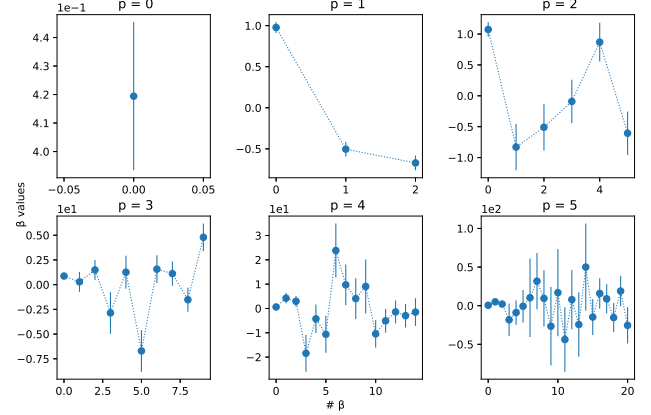 p = 0 p = 1 p = 2
1e−1
4.4 1.0 1.0
4.3 0.5 0.5
4.2 0.0 0.0
4.1 −0.5
4.0 −0.5 −1.0
−0.05 0.00 0.05 0 1 2 0 2 4
β values
p = 3 p = 4 p = 5
1e1 1e1 1e2
0.50 3 1.0
0.25 2
0.00 1 0.5
−0.25 0 0.0
−0.50 −1
−0.75 −2 −0.5
0.0 2.5 5.0 7.5 0 5 10 0 5 10 15 20
# β